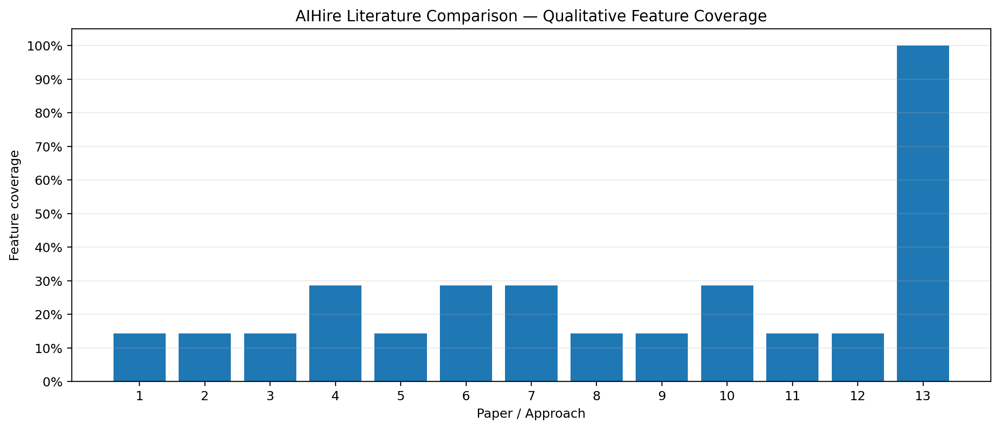 AIHire Literature Comparison — Qualitative Feature Coverage
100%
90%
80%
70%
60%
50%
40%
30%
20%
10%
0%
Feature coverage
1 2 3 4 5 6 7 8 9 10 11 12 13
Paper / Approach